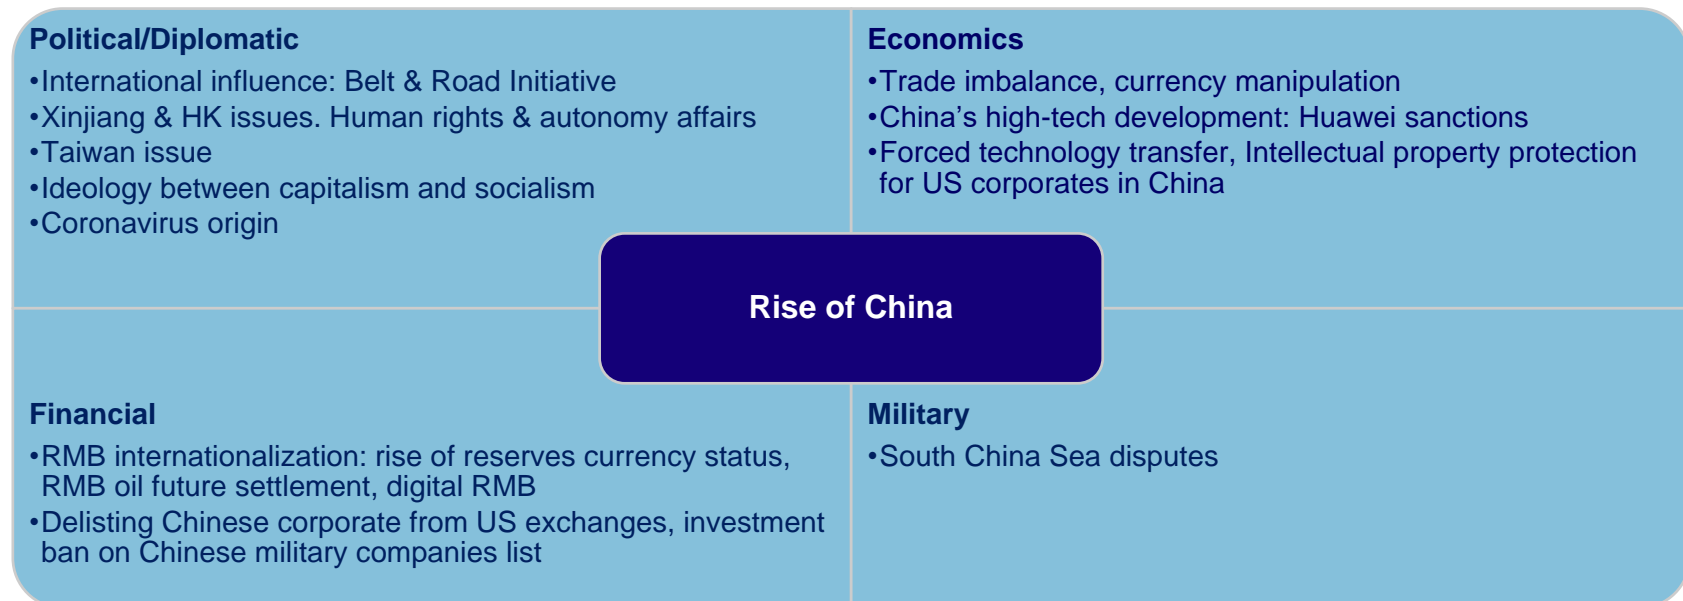 Political/Diplomatic
•International influence: Belt & Road Initiative
•Xinjiang & HK issues. Human rights & autonomy affairs
•Taiwan issue
•Ideology between capitalism and socialism
•Coronavirus origin
Economics
•Trade imbalance, currency manipulation
•China’s high-tech development: Huawei sanctions
•Forced technology transfer, Intellectual property protection
for US corporates in China
Rise of China
Financial
•RMB internationalization: rise of reserves currency status,
RMB oil future settlement, digital RMB
•Delisting Chinese corporate from US exchanges, investment
ban on Chinese military companies list
Military
•South China Sea disputes